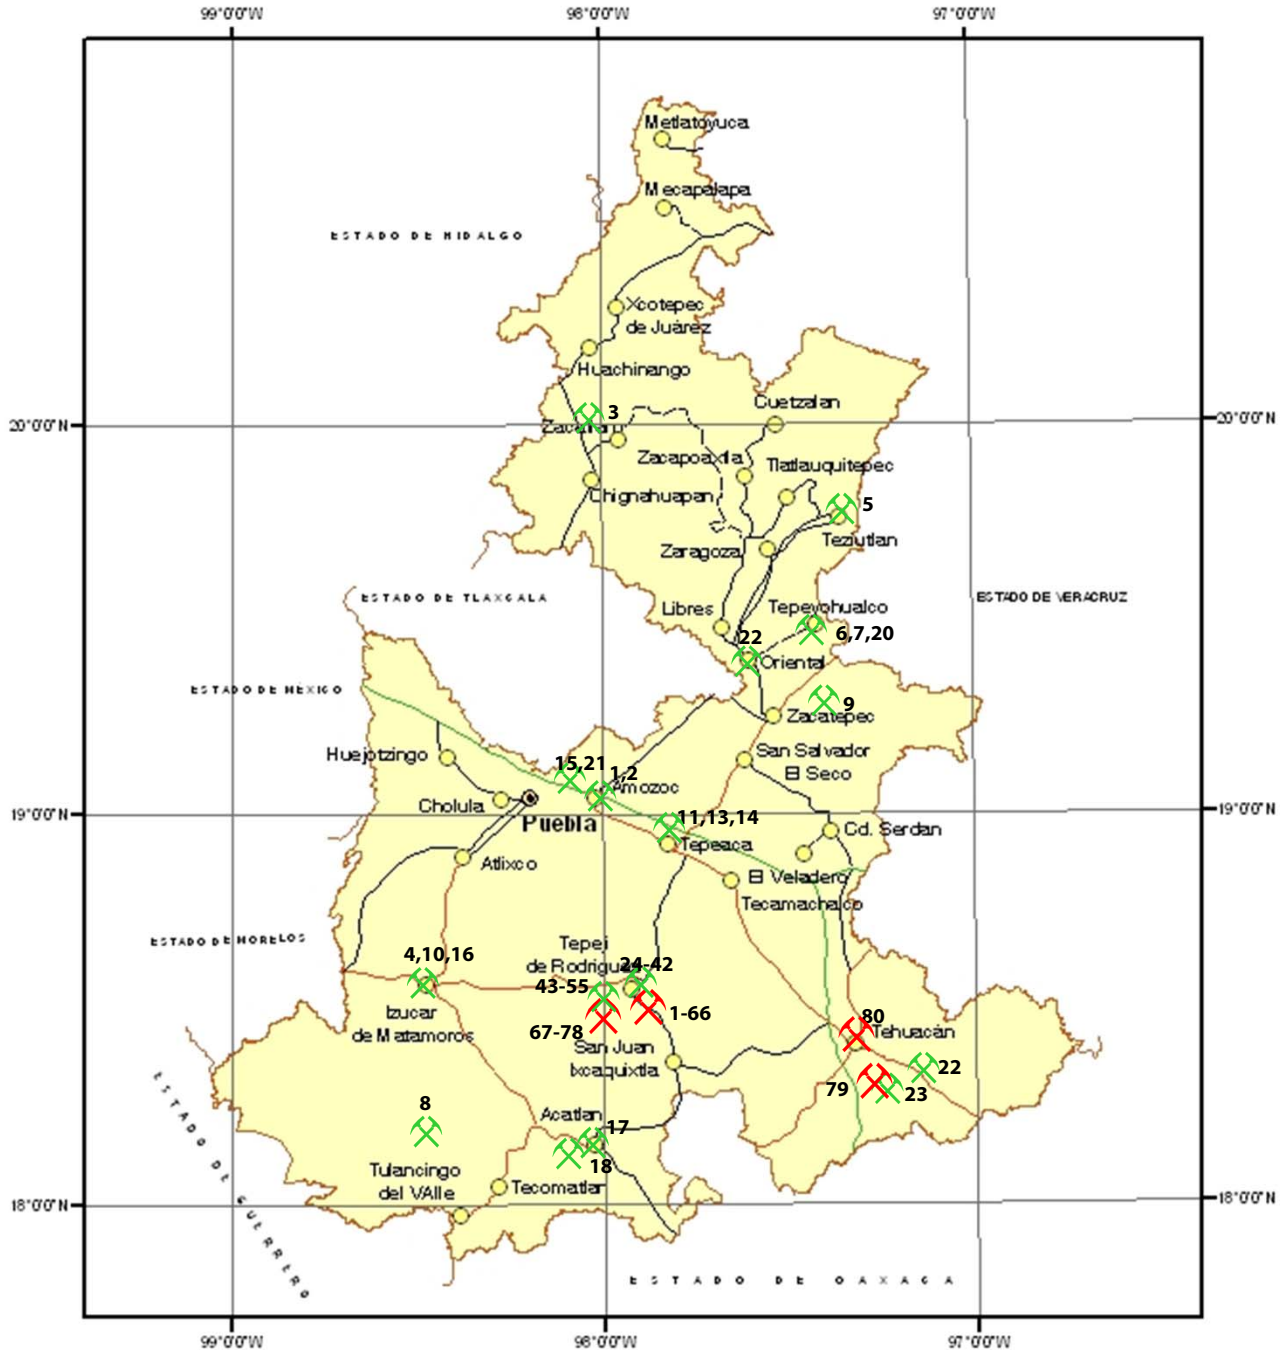 99°0'0"W 98°0'0"W 97°0'0"W
Metlatoyuca
Mecapalapa
ESTADO DE HIDALGO
Xcotepec
de Juárez
Huachinango
Cuetzalan
3
20°0'0"N 20°0'0"N
Zacapoaxtla
Tlatlauquitepec
Chignahuapan
5
Teziutlan
Zaragoza
ESTADO DE TLAXCALA
ESTADO DE VERACRUZ
Libres
Tepeyohualco
22
6,7,20
Oriental
ESTADO DE MÉXICO
9
Zacatepec
Huejotzingo
San Salvador
El Seco
15,21
1,2
Amozoc
Cholula
19°0'0"N 19°0'0"N
Puebla
11,13,14
Cd. Serdan
Tepeaca
Atlixco
El Veladero
Tecamachalco
ESTADO DE MORELOS
Tepeji
4,10,16
de Rodrigu
24-42
43-55
Izucar
de Matamoros
1-66
67-78
80
Tehuacán
San Juan
Ixcaquixtla
22
79
23
8
Acatlan
17
18
Tulancingo
del VAlle
Tecomatlar
ESTADO DE GUERRERO
18°0'0"N 18°0'0"N
ESTADO DE OAXACA
99°0'0"W 98°0'0"W 97°0'0"W